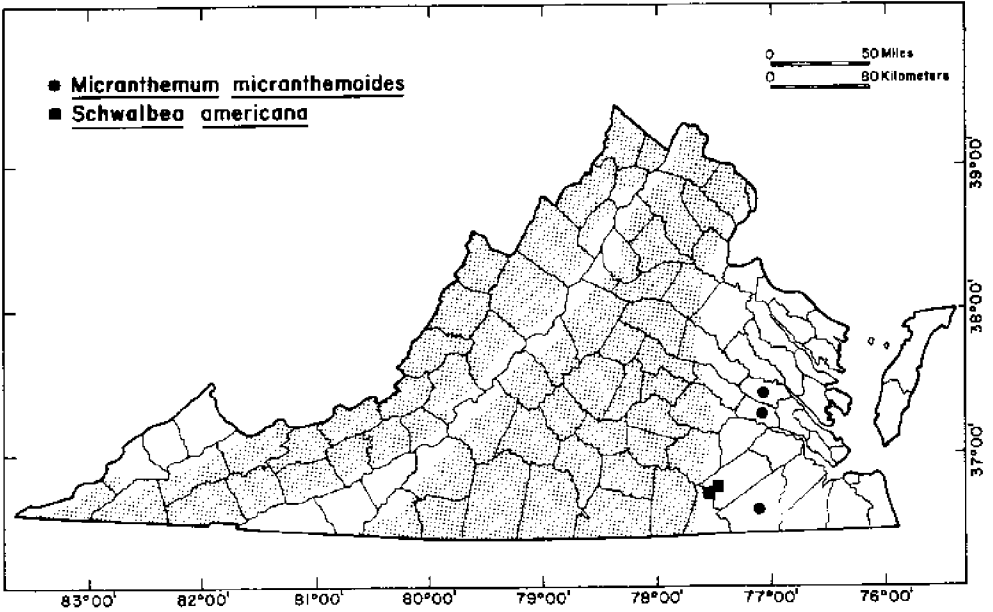 Micranthemum micranthemoides
Schwalbea americana
0 50 Miles
0 80 Kilometers
39°00'
38°00'
37°00'
83°00' 82°00' 81°00' 80°00' 79°00' 78°00' 77°00' 76°00'